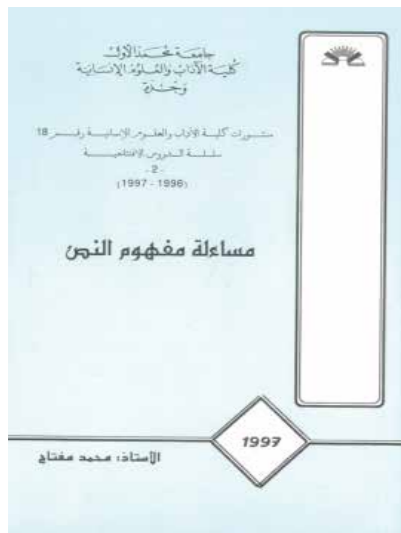 جامعة محمد الأول
كلية الآداب والعلوم الإنسانية
وجدة
منشورات كلية الآداب والعلوم الإنسانية رقم 18
سلسلة الدروس الافتتاحية
- 2 -
(1996 - 1997)
مساءلة مفهوم النص
1997
الأستاذ: محمد مفتاح